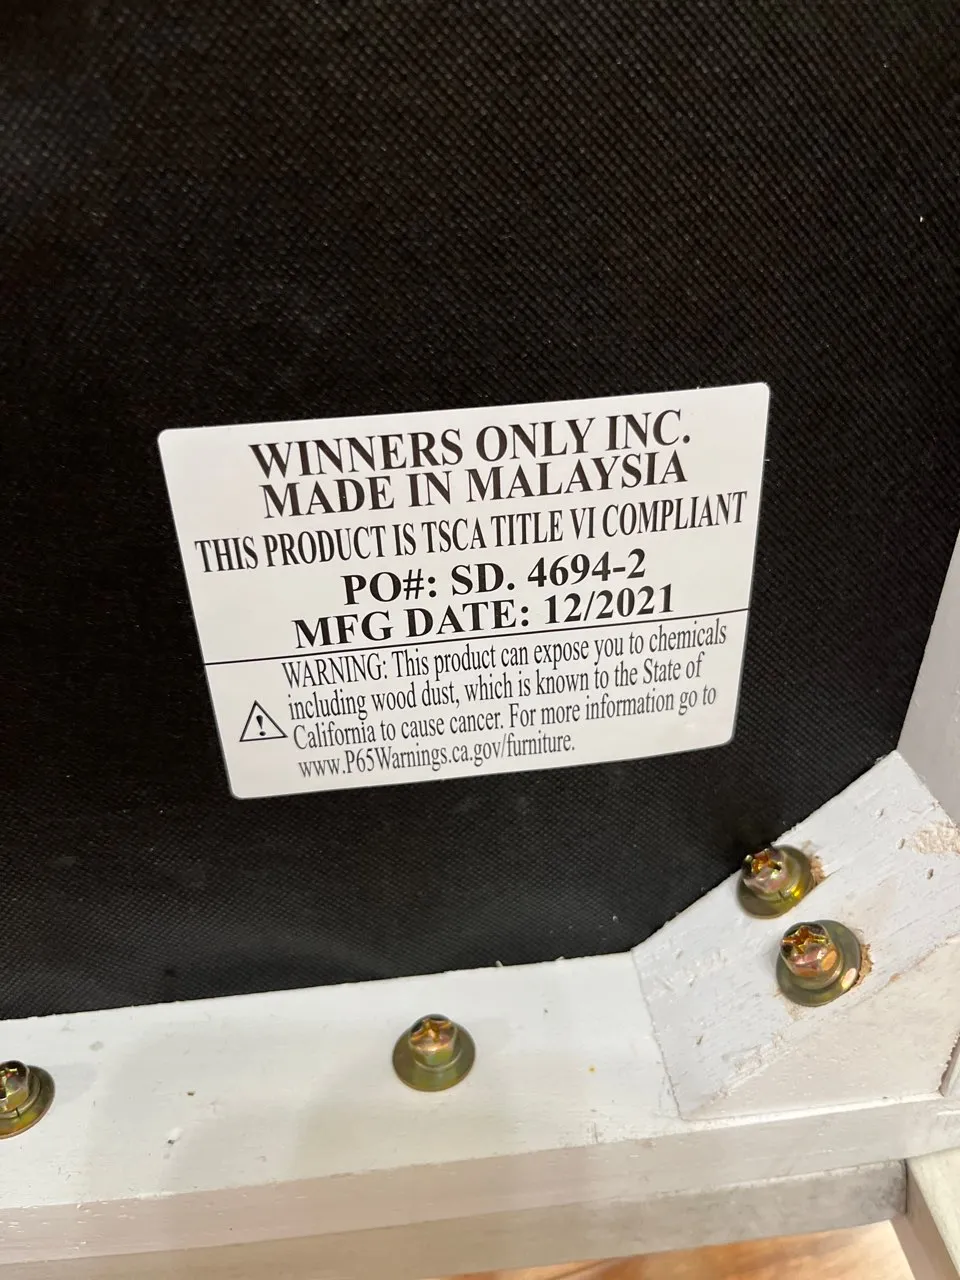 WINNERS ONLY INC.
MADE IN MALAYSIA
THIS PRODUCT IS TSCA TITLE VI COMPLIANT
PO#: SD. 4694-2
MFG DATE: 12/2021
WARNING: This product can expose you to chemicals
including wood dust, which is known to the State of
California to cause cancer. For more information go to
www.P65Warnings.ca.gov/furniture.